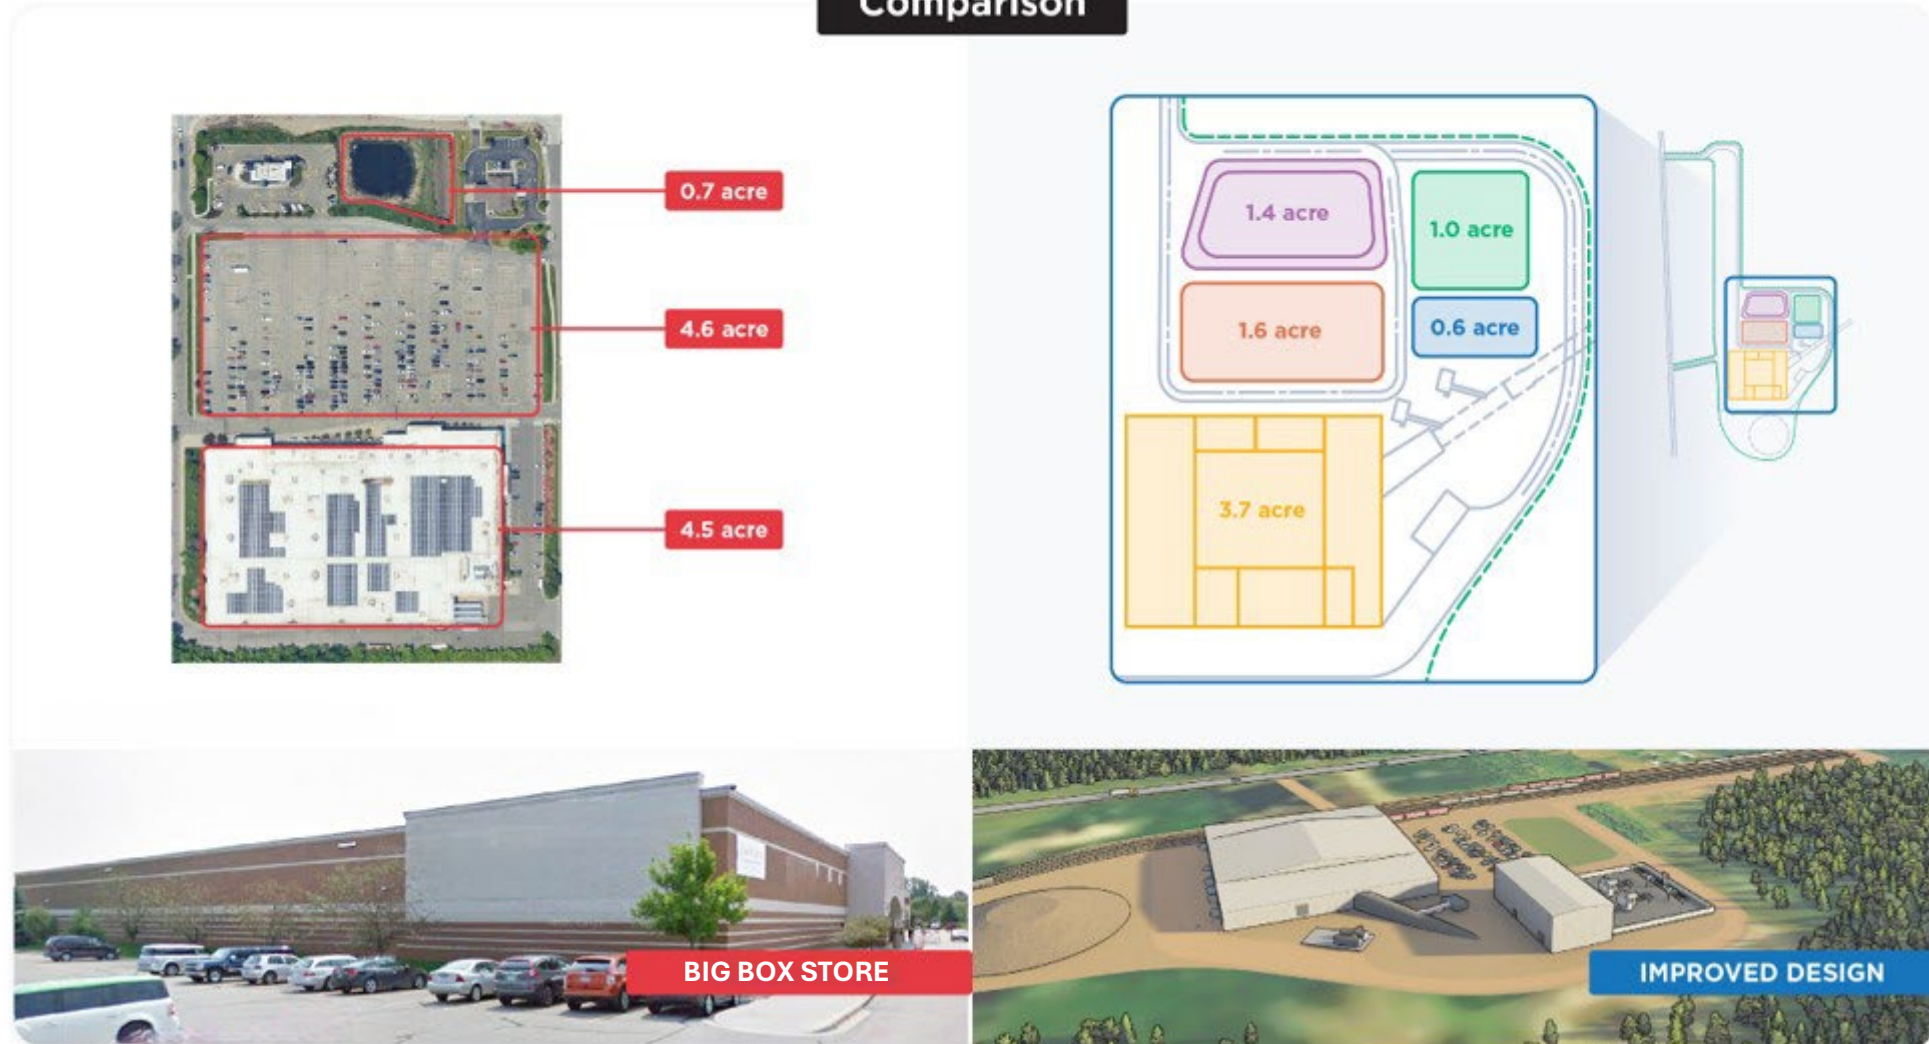 Comparison
0.7 acre
4.6 acre
4.5 acre
1.4 acre
1.0 acre
1.6 acre
0.6 acre
3.7 acre
BIG BOX STORE
IMPROVED DESIGN